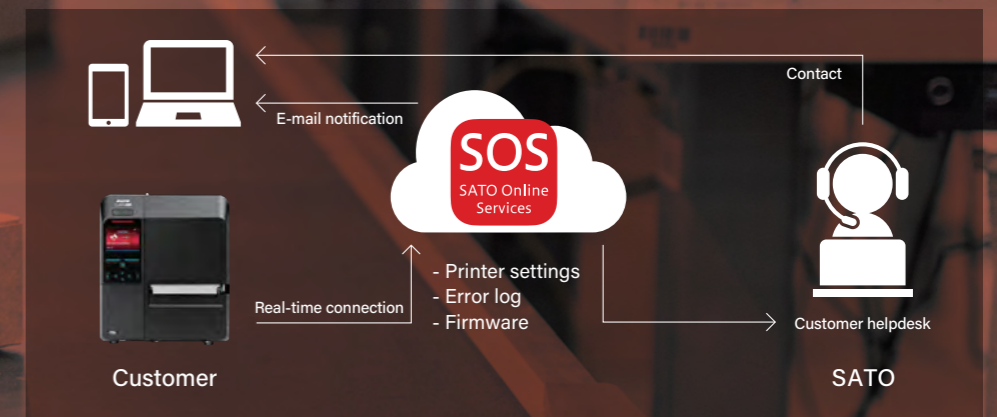 Contact
E-mail notification
SOS
SATO Online
Services
- Printer settings
- Error log
- Firmware
Real-time connection
Customer helpdesk
Customer
SATO